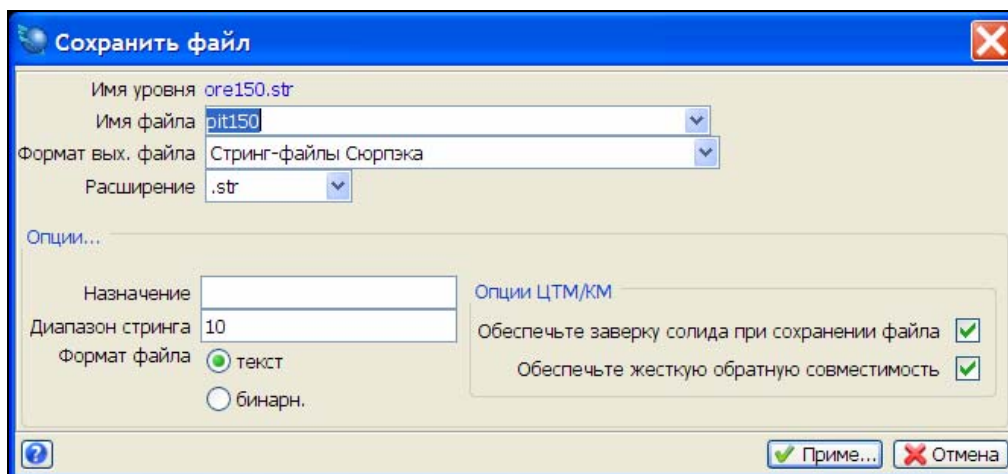 Сохранить файл
Имя уровня ore150.str
Имя файла pit150
Формат вых. файла Стринг-файлы Сюрпэка
Расширение .str
Опции...
Назначение
Диапазон стринга 10
Формат файла текст
бинарн.
Опции ЦТМ/КМ
Обеспечьте заверку солида при сохранении файла
Обеспечьте жесткую обратную совместимость
? Приме... Отмена